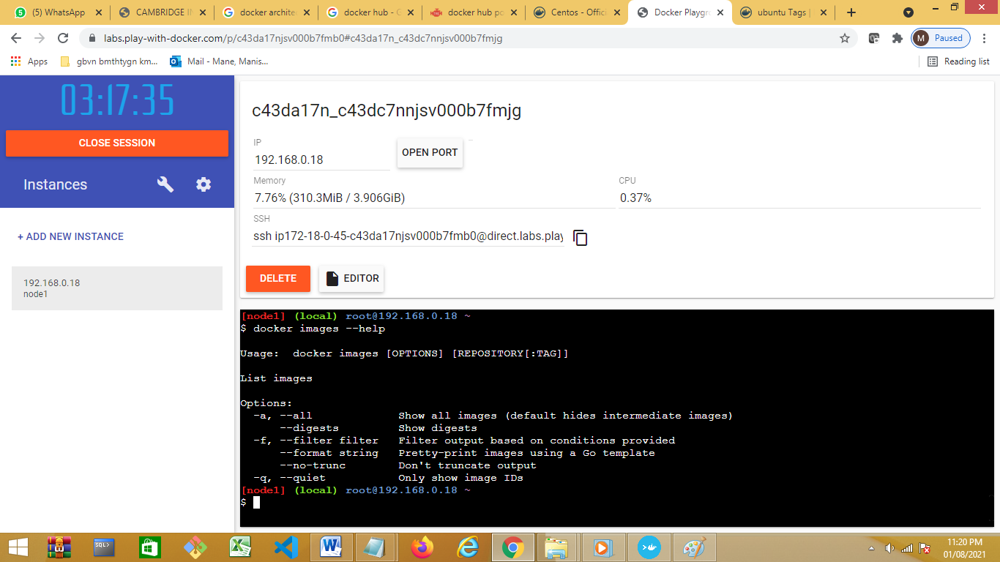 (5) WhatsApp
CAMBRIDGE I
docker archite
docker hub - G
docker hub po
Centos - Offici
Docker Playgr
ubuntu Tags |
labs.play-with-docker.com/p/c43da17njsv000b7fmb0#c43da17n_c43dc7nnjsv000b7fmjg
M Paused
Apps
gbvn bmthtygn km...
Mail - Mane, Manis...
Reading list
03:17:35
CLOSE SESSION
Instances
+ ADD NEW INSTANCE
192.168.0.18
node1
c43da17n_c43dc7nnjsv000b7fmjg
IP
192.168.0.18
OPEN PORT
Memory
7.76% (310.3MiB / 3.906GiB)
CPU
0.37%
SSH
ssh ip172-18-0-45-c43da17njsv000b7fmb0@direct.labs.play
DELETE
EDITOR
[node1] (local) root@192.168.0.18 ~
$ docker images --help
Usage:  docker images [OPTIONS] [REPOSITORY[:TAG]]
List images
Options:
  -a, --all             Show all images (default hides intermediate images)
      --digests         Show digests
  -f, --filter filter   Filter output based on conditions provided
      --format string   Pretty-print images using a Go template
      --no-trunc        Don't truncate output
  -q, --quiet           Only show image IDs
[node1] (local) root@192.168.0.18 ~
$
SQL>
11:20 PM
01/08/2021